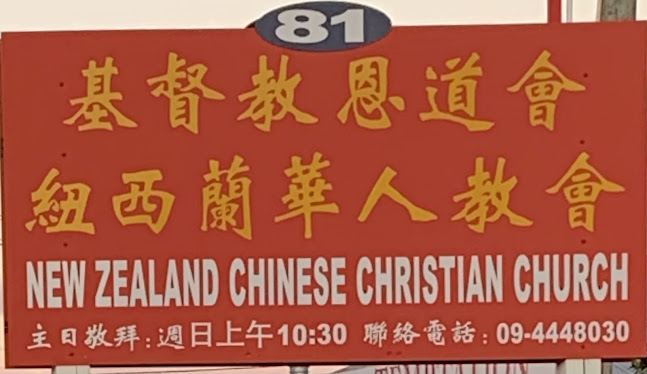 81
基督教恩道會
紐西蘭華人教會
NEW ZEALAND CHINESE CHRISTIAN CHURCH
主日敬拜:週日上午10:30 聯絡電話:09-4448030